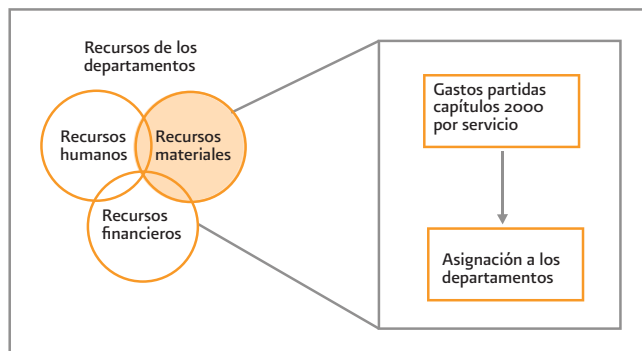 Recursos de los
departamentos
Recursos
humanos
Recursos
materiales
Recursos
financieros
Gastos partidas
capítulos 2000
por servicio
Asignación a los
departamentos